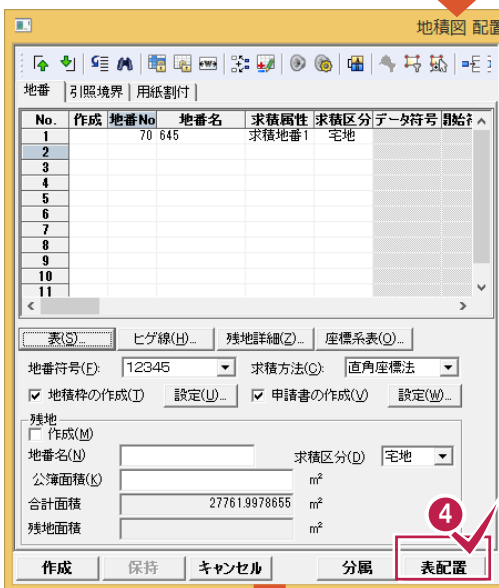 地積図 配置
地番 引照境界 用紙割付
No. 作成 地番No 地番名 求積属性 求積区分 データ符号 開始
1 70 645 求積地番1 宅地
2
3
4
5
6
7
8
9
10
11
表(S)... ヒゲ線(H)... 残地詳細(Z)... 座標系表(O)...
地番符号(F): 12345 求積方法(C): 直角座標法
地積枠の作成(T) 設定(U)... 申請書の作成(V) 設定(W)...
残地
作成(M)
地番名(N) 求積区分(D) 宅地
公簿面積(K) m²
合計面積 27761.9978655 m²
残地面積 m²
4
作成 保持 キャンセル 分属 表配置